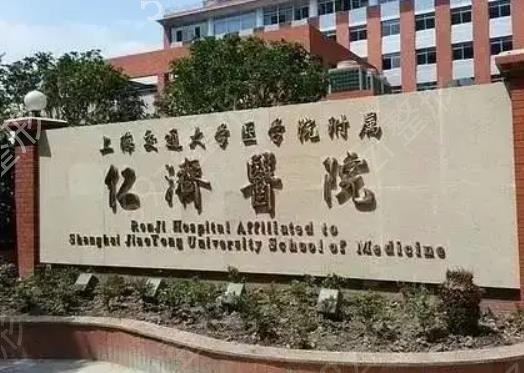 上海交通大学医学院附属
仁濟醫院
RenJi Hospital Affiliated to
Shanghai JiaoTong University School of Medicine